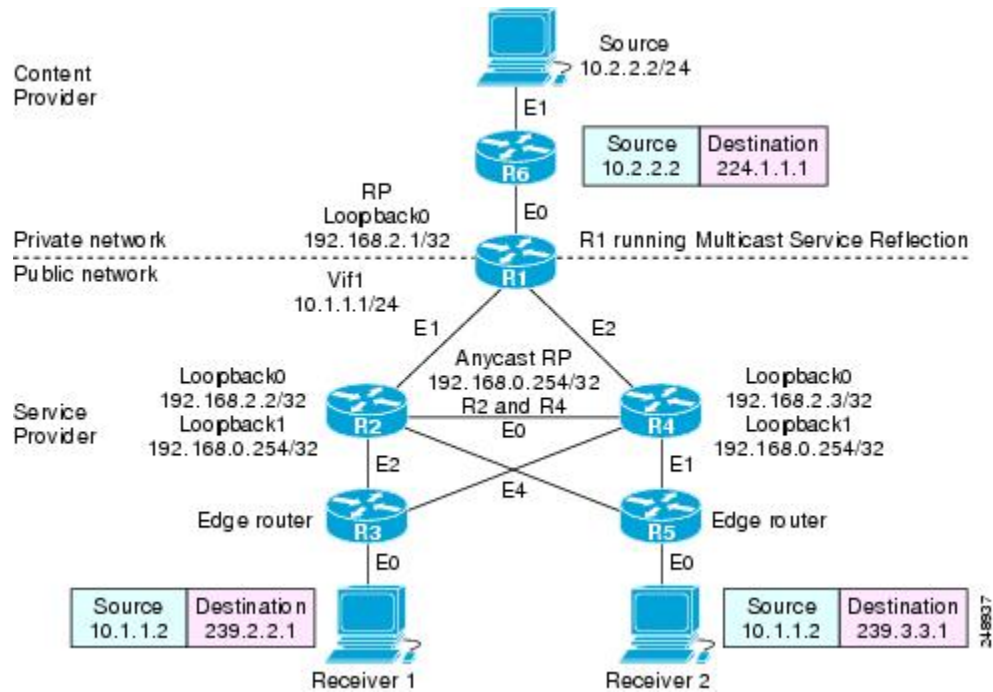 Source
10.2.2.2/24
Content
Provider
E1
Source
10.2.2.2
Destination
224.1.1.1
R6
RP
Loopback0
192.168.2.1/32
E0
Private network
R1 running Multicast Service Reflection
Public network
R1
Vif1
10.1.1.1/24
E1
E2
Anycast RP
192.168.0.254/32
R2 and R4
E0
Loopback0
192.168.2.2/32
Loopback1
192.168.0.254/32
R2
R4
Loopback0
192.168.2.3/32
Loopback1
192.168.0.254/32
Service
Provider
E2
E4
E1
Edge router
R3
R5
Edge router
E0
E0
Source
10.1.1.2
Destination
239.2.2.1
Receiver 1
Source
10.1.1.2
Destination
239.3.3.1
Receiver 2
248937